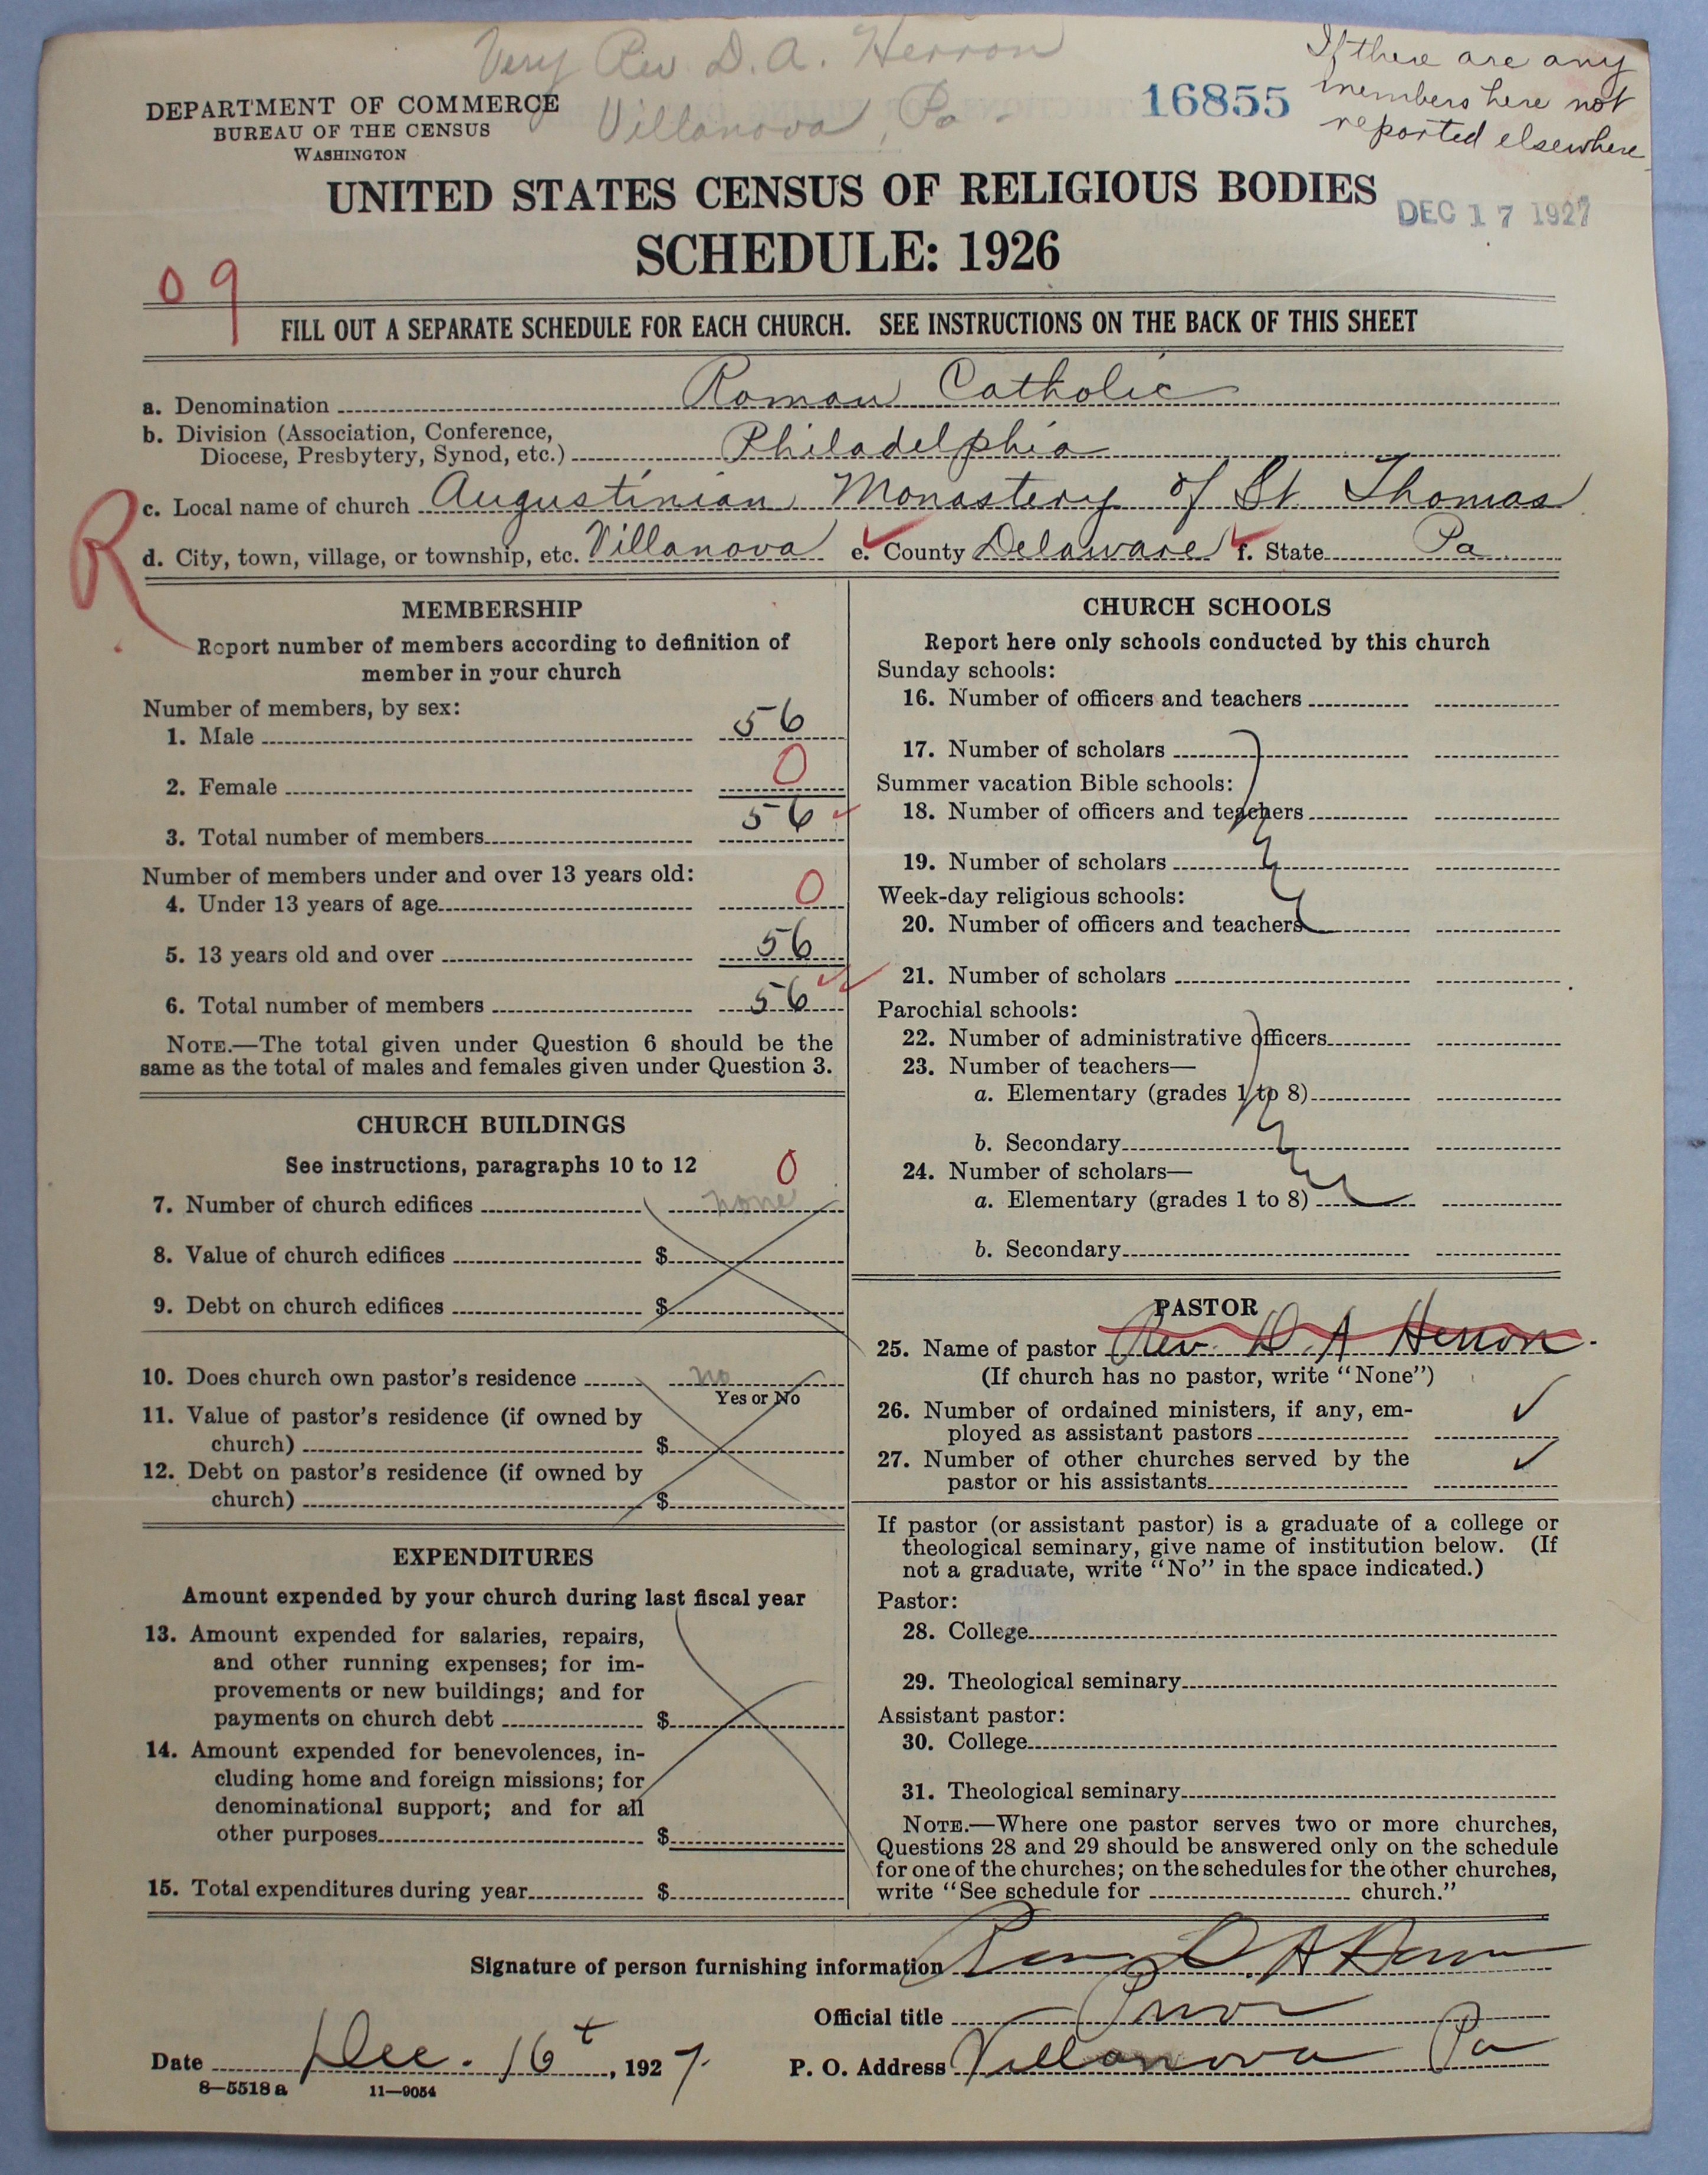 Very Rev D. A. Herron
Villanova, Pa.
16855
If there are any
members here not
reported elsewhere
DEPARTMENT OF COMMERCE
BUREAU OF THE CENSUS
WASHINGTON
UNITED STATES CENSUS OF RELIGIOUS BODIES
DEC 17 1927
SCHEDULE: 1926
09
FILL OUT A SEPARATE SCHEDULE FOR EACH CHURCH. SEE INSTRUCTIONS ON THE BACK OF THIS SHEET
a. Denomination Roman Catholic
b. Division (Association, Conference,
Diocese, Presbytery, Synod, etc.) Philadelphia
R
c. Local name of church Augustinian Monastery of St. Thomas
d. City, town, village, or township, etc. Villanova e. County Delaware f. State Pa
MEMBERSHIP
Report number of members according to definition of
member in your church
Number of members, by sex:
1. Male 56
2. Female 0
3. Total number of members 56
Number of members under and over 13 years old:
4. Under 13 years of age 0
5. 13 years old and over 56
6. Total number of members 56
NOTE.—The total given under Question 6 should be the
same as the total of males and females given under Question 3.
CHURCH BUILDINGS
See instructions, paragraphs 10 to 12
0
7. Number of church edifices none
8. Value of church edifices $
9. Debt on church edifices $
10. Does church own pastor's residence no
Yes or No
11. Value of pastor's residence (if owned by
church) $
12. Debt on pastor's residence (if owned by
church) $
EXPENDITURES
Amount expended by your church during last fiscal year
13. Amount expended for salaries, repairs,
and other running expenses; for im-
provements or new buildings; and for
payments on church debt $
14. Amount expended for benevolences, in-
cluding home and foreign missions; for
denominational support; and for all
other purposes $
15. Total expenditures during year $
CHURCH SCHOOLS
Report here only schools conducted by this church
Sunday schools:
16. Number of officers and teachers
17. Number of scholars
Summer vacation Bible schools:
18. Number of officers and teachers
19. Number of scholars
Week-day religious schools:
20. Number of officers and teachers
21. Number of scholars
Parochial schools:
22. Number of administrative officers
23. Number of teachers—
a. Elementary (grades 1 to 8)
b. Secondary
24. Number of scholars—
a. Elementary (grades 1 to 8)
b. Secondary
PASTOR
25. Name of pastor Rev. D. A Herron
(If church has no pastor, write "None")
26. Number of ordained ministers, if any, em-
ployed as assistant pastors ✓
27. Number of other churches served by the
pastor or his assistants ✓
If pastor (or assistant pastor) is a graduate of a college or
theological seminary, give name of institution below. (If
not a graduate, write "No" in the space indicated.)
Pastor:
28. College
29. Theological seminary
Assistant pastor:
30. College
31. Theological seminary
NOTE.—Where one pastor serves two or more churches,
Questions 28 and 29 should be answered only on the schedule
for one of the churches; on the schedules for the other churches,
write "See schedule for church."
Signature of person furnishing information D A Herron
Official title Prior
Date Dec. 16t, 1927.
P. O. Address Villanova Pa
8—5518a 11—9054